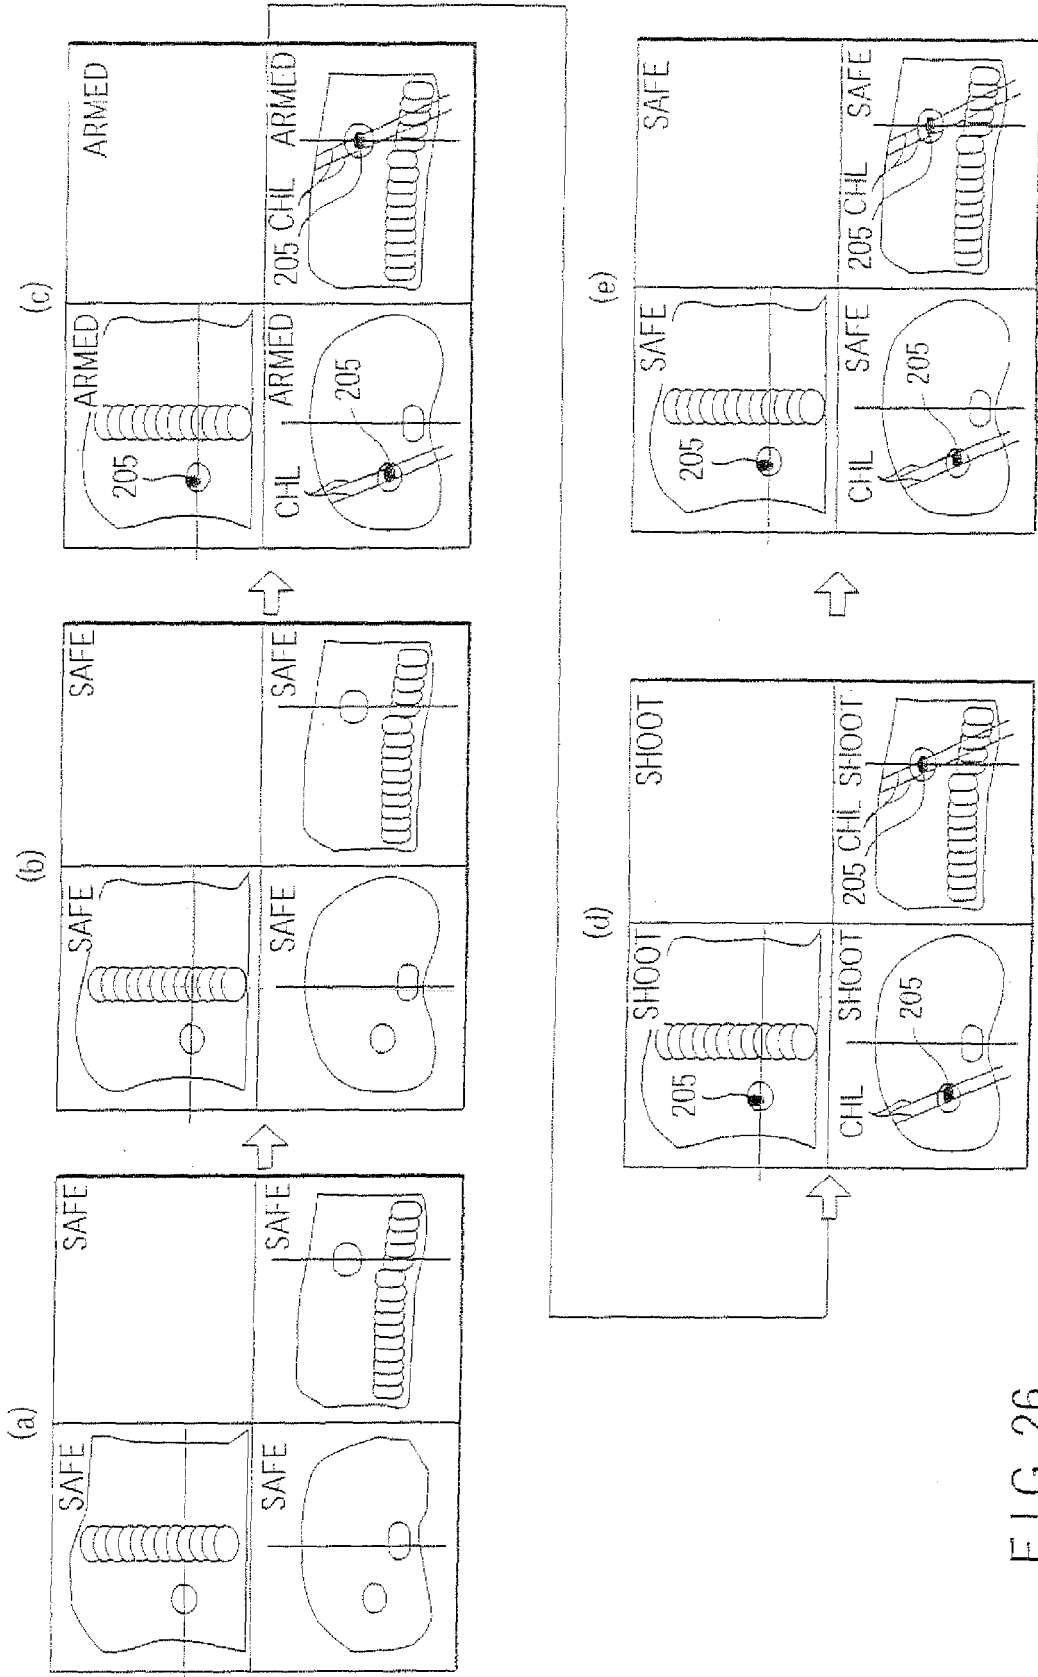 (a)
SAFE
SAFE
SAFE
SAFE
(b)
SAFE
SAFE
SAFE
SAFE
(c)
ARMED
ARMED
205
ARMED
CHL
205
205 CHL ARMED
(d)
SHOOT
SHOOT
205
SHOOT
CHL
205
205 CHL SHOOT
(e)
SAFE
SAFE
205
SAFE
CHL
205
205 CHL SAFE
FIG. 26